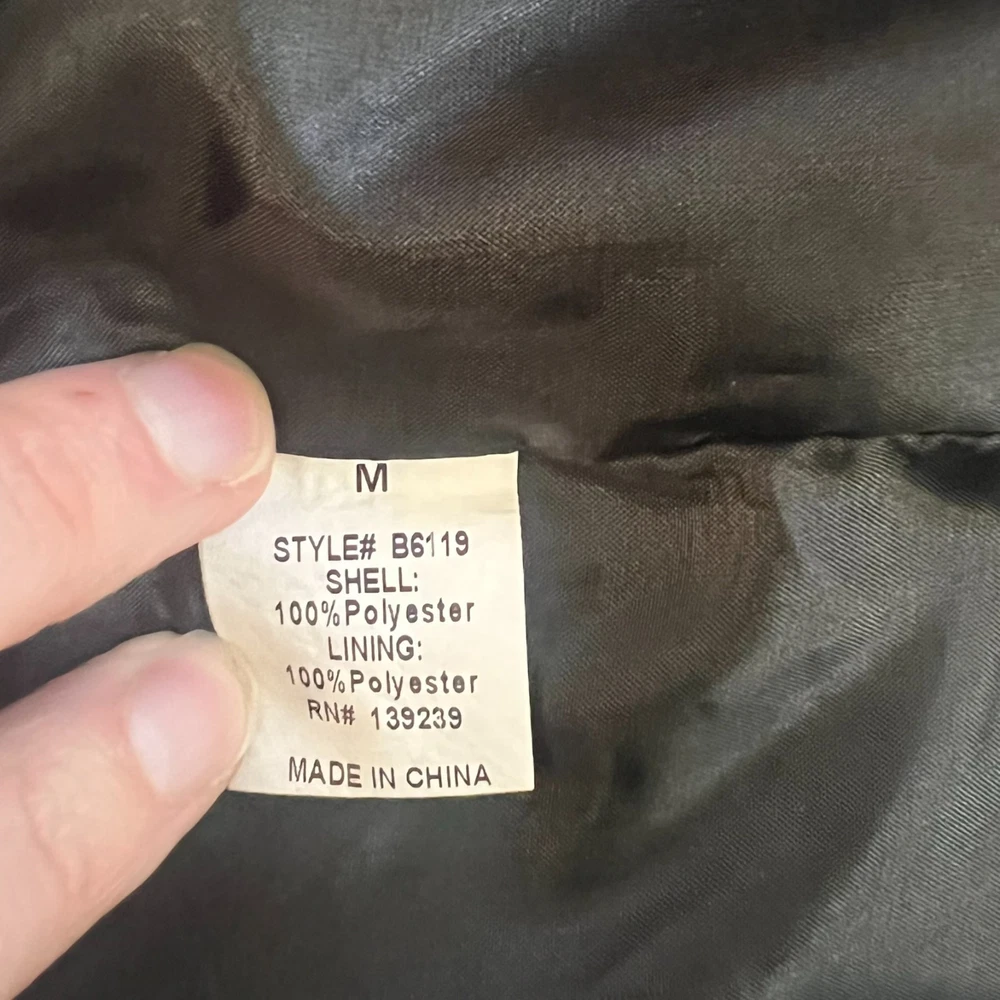 M
STYLE# B6119
SHELL:
100%Polyester
LINING:
100%Polyester
RN# 139239
MADE IN CHINA